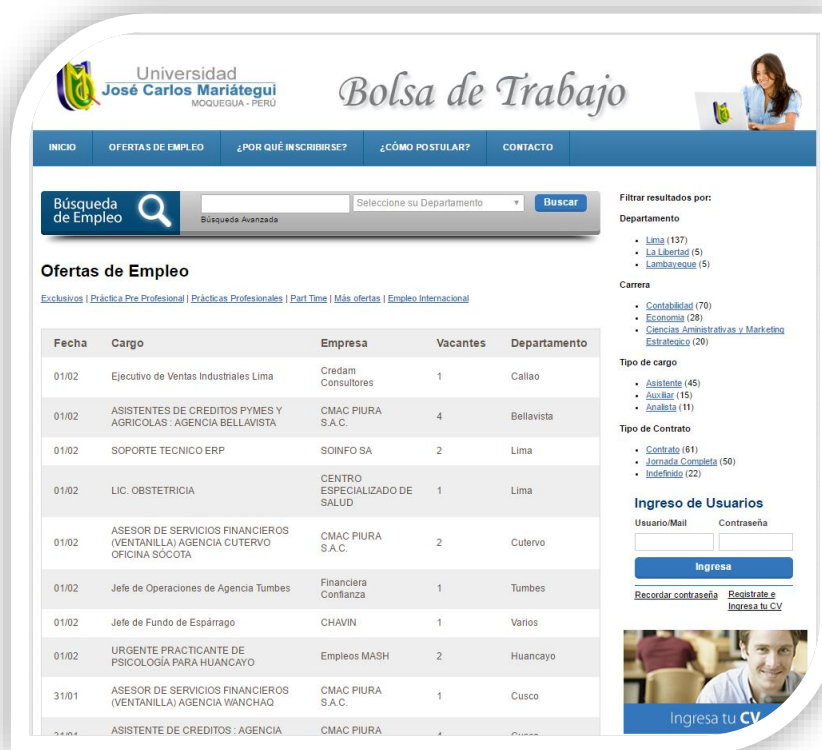 Universidad
José Carlos Mariátegui
MOQUEGUA - PERÚ
Bolsa de Trabajo
INICIO OFERTAS DE EMPLEO ¿POR QUÉ INSCRIBIRSE? ¿CÓMO POSTULAR? CONTACTO
Búsqueda
de Empleo
Seleccione su Departamento Buscar
Búsqueda Avanzada
Ofertas de Empleo
Exclusivos | Práctica Pre Profesional | Prácticas Profesionales | Part Time | Más ofertas | Empleo Internacional
Fecha Cargo Empresa Vacantes Departamento
01/02 Ejecutivo de Ventas Industriales Lima Credam Consultores 1 Callao
01/02 ASISTENTES DE CREDITOS PYMES Y AGRICOLAS : AGENCIA BELLAVISTA CMAC PIURA S.A.C. 4 Bellavista
01/02 SOPORTE TECNICO ERP SOINFO SA 2 Lima
01/02 LIC. OBSTETRICIA CENTRO ESPECIALIZADO DE SALUD 1 Lima
01/02 ASESOR DE SERVICIOS FINANCIEROS (VENTANILLA) AGENCIA CUTERVO OFICINA SÓCOTA CMAC PIURA S.A.C. 2 Cutervo
01/02 Jefe de Operaciones de Agencia Tumbes Financiera Confianza 1 Tumbes
01/02 Jefe de Fundo de Espárrago CHAVIN 1 Varios
01/02 URGENTE PRACTICANTE DE PSICOLOGÍA PARA HUANCAYO Empleos MASH 2 Huancayo
31/01 ASESOR DE SERVICIOS FINANCIEROS (VENTANILLA) AGENCIA WANCHAQ CMAC PIURA S.A.C. 1 Cusco
31/01 ASISTENTE DE CREDITOS : AGENCIA CMAC PIURA
Filtrar resultados por:
Departamento
Lima (137)
La Libertad (5)
Lambayeque (5)
Carrera
Contabilidad (70)
Economía (28)
Ciencias Aministrativas y Marketing
Estrategico (20)
Tipo de cargo
Asistente (45)
Auxiliar (15)
Analista (11)
Tipo de Contrato
Contrato (61)
Jornada Completa (50)
Indefinido (22)
Ingreso de Usuarios
Usuario/Mail Contraseña
Ingresa
Recordar contraseña Registrate e
Ingresa tu CV
Ingresa tu CV